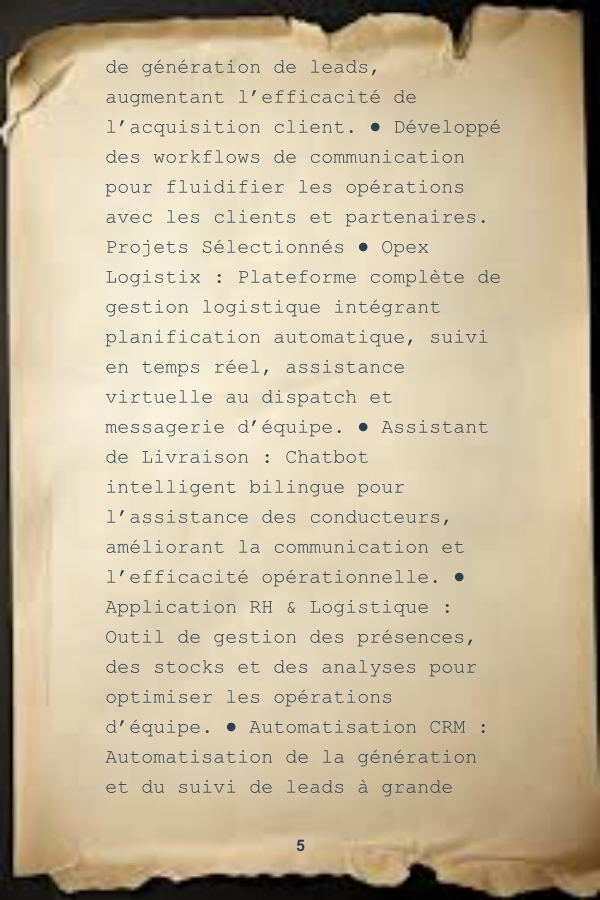 de génération de leads,
augmentant l’efficacité de
l’acquisition client. ● Développé
des workflows de communication
pour fluidifier les opérations
avec les clients et partenaires.
Projets Sélectionnés ● Opex
Logistix : Plateforme complète de
gestion logistique intégrant
planification automatique, suivi
en temps réel, assistance
virtuelle au dispatch et
messagerie d’équipe. ● Assistant
de Livraison : Chatbot
intelligent bilingue pour
l’assistance des conducteurs,
améliorant la communication et
l’efficacité opérationnelle. ●
Application RH & Logistique :
Outil de gestion des présences,
des stocks et des analyses pour
optimiser les opérations
d’équipe. ● Automatisation CRM :
Automatisation de la génération
et du suivi de leads à grande
5